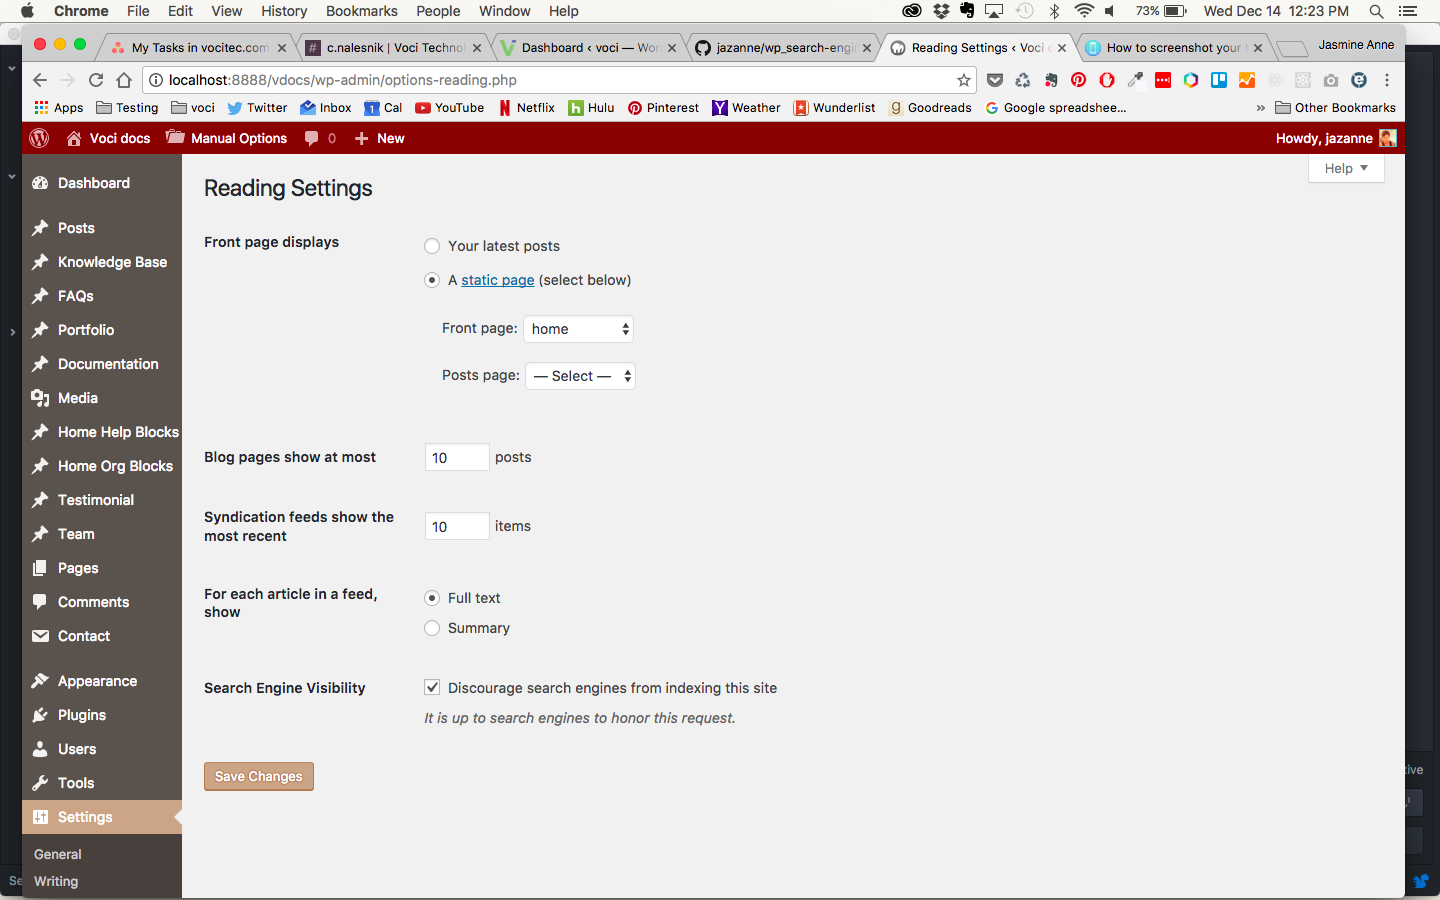 Chrome File Edit View History Bookmarks People Window Help 73% Wed Dec 14 12:23 PM
My Tasks in vocitec.com
c.nalesnik | Voci Technol
Dashboard ‹ voci — Wor
jazanne/wp_search-engi
Reading Settings ‹ Voci d
How to screenshot your
Jasmine Anne
localhost:8888/vdocs/wp-admin/options-reading.php
Apps Testing voci Twitter Inbox Cal YouTube Netflix Hulu Pinterest Weather Wunderlist Goodreads Google spreadshee... » Other Bookmarks
Voci docs Manual Options 0 New Howdy, jazanne
Help
Dashboard
Posts
Knowledge Base
FAQs
Portfolio
Documentation
Media
Home Help Blocks
Home Org Blocks
Testimonial
Team
Pages
Comments
Contact
Appearance
Plugins
Users
Tools
Settings
General
Writing
Reading Settings
Front page displays
Your latest posts
A static page (select below)
Front page: home
Posts page: — Select —
Blog pages show at most 10 posts
Syndication feeds show the
most recent
10 items
For each article in a feed,
show
Full text
Summary
Search Engine Visibility
Discourage search engines from indexing this site
It is up to search engines to honor this request.
Save Changes
tive
Se